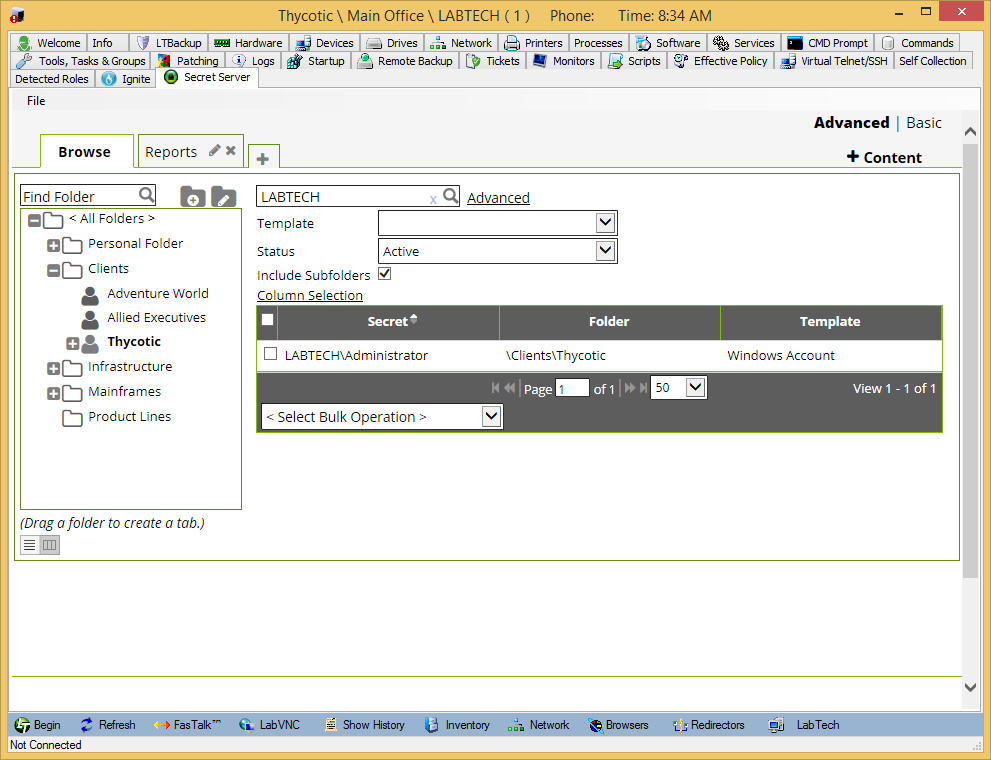 Thycotic \ Main Office \ LABTECH ( 1 ) Phone: Time: 8:34 AM
Welcome Info LTBackup Hardware Devices Drives Network Printers Processes Software Services CMD Prompt Commands
Tools, Tasks & Groups Patching Logs Startup Remote Backup Tickets Monitors Scripts Effective Policy Virtual Telnet/SSH Self Collection
Detected Roles Ignite Secret Server
File
Advanced | Basic
Browse Reports
+ Content
Find Folder
LABTECH x Advanced
< All Folders >
Personal Folder
Clients
Adventure World
Allied Executives
Thycotic
Infrastructure
Mainframes
Product Lines
(Drag a folder to create a tab.)
Template
Status Active
Include Subfolders
Column Selection
Secret Folder Template
LABTECH\Administrator \Clients\Thycotic Windows Account
Page 1 of 1 50 View 1 - 1 of 1
< Select Bulk Operation >
Begin Refresh FasTalk™ LabVNC Show History Inventory Network Browsers Redirectors LabTech
Not Connected